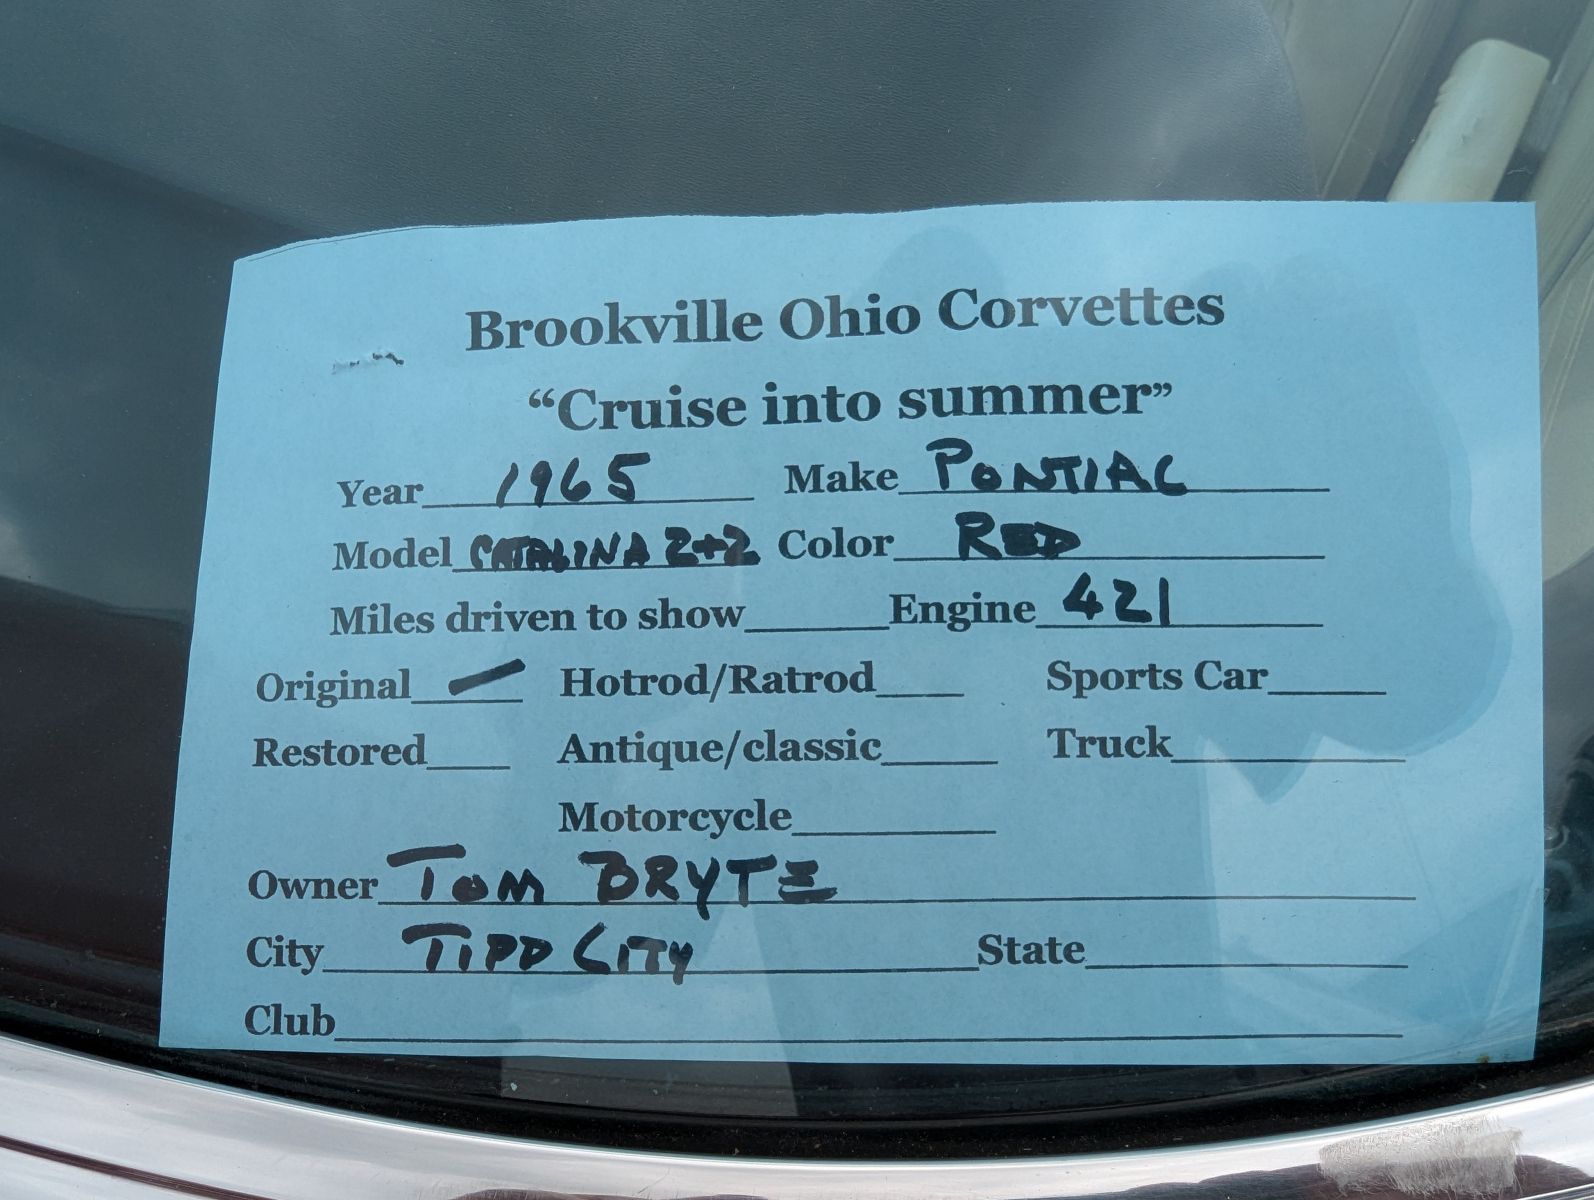 Brookville Ohio Corvettes
“Cruise into summer”
Year 1965 Make PONTIAC
Model CATALINA 2+2 Color RED
Miles driven to show Engine 421
Original Hotrod/Ratrod Sports Car
Restored Antique/classic Truck
Motorcycle
Owner TOM BRYTE
City TIPP CITY State
Club